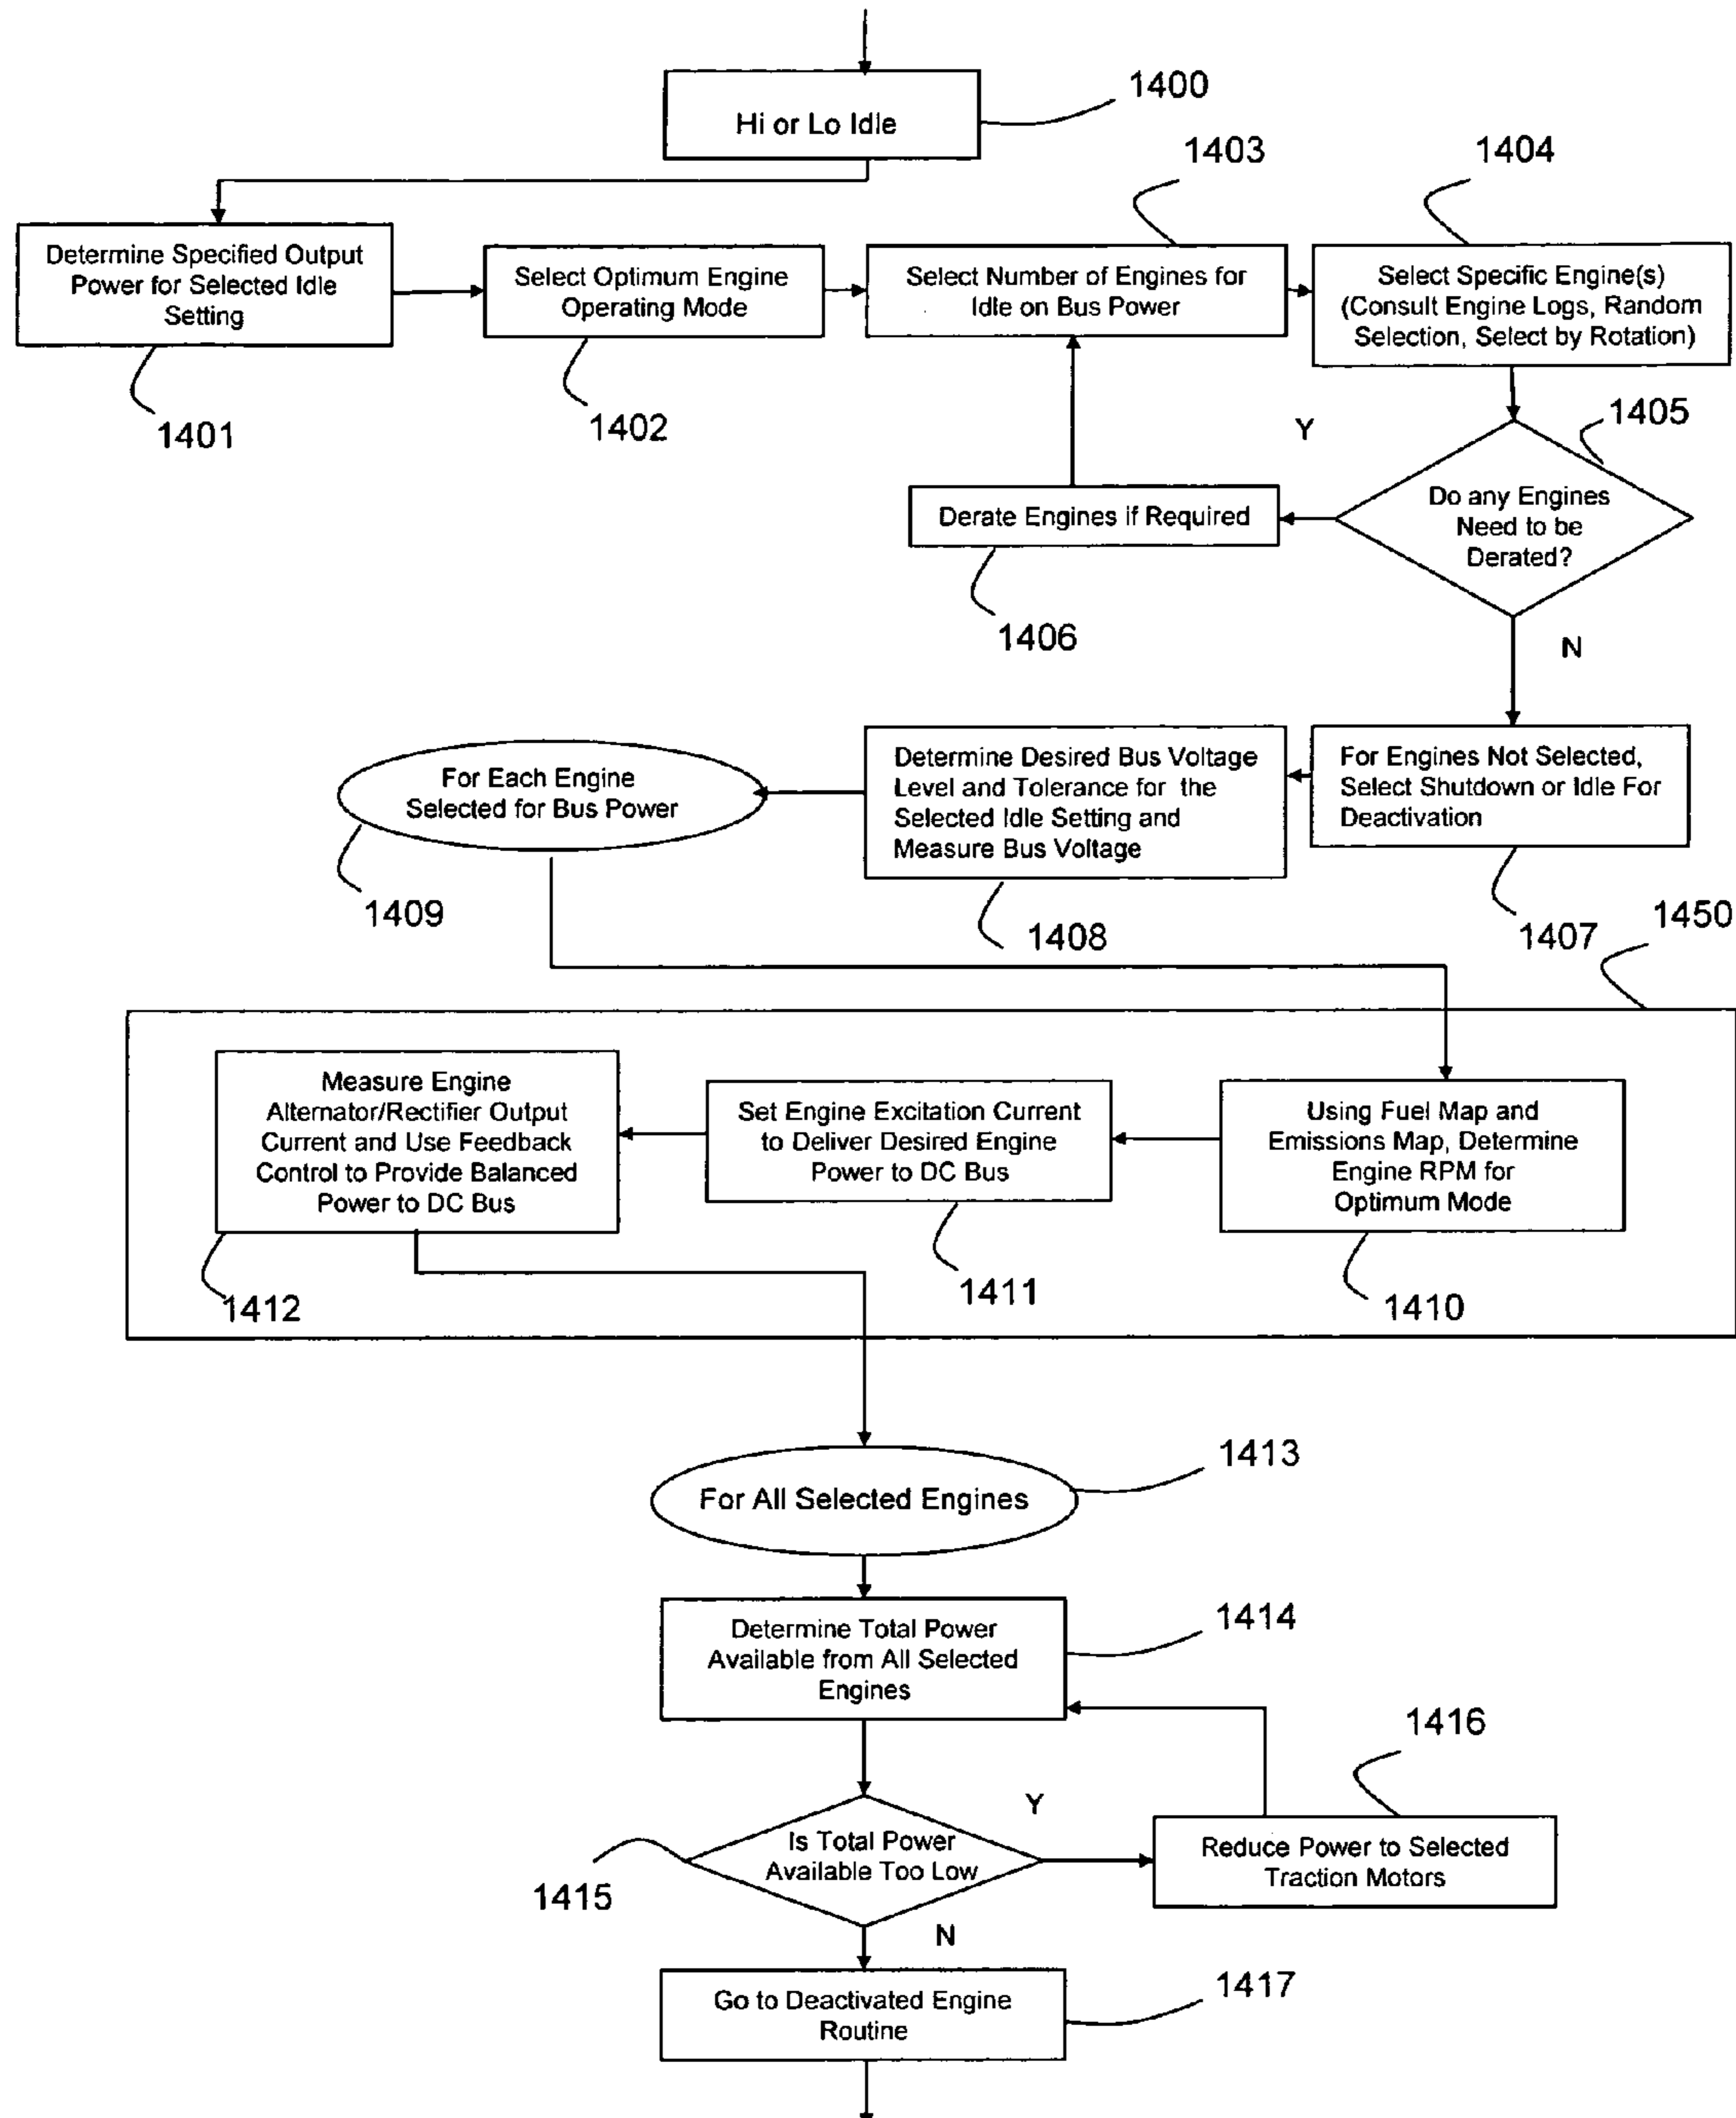 Hi or Lo Idle
1400
1403
1404
Determine Specified Output
Power for Selected Idle
Setting
Select Optimum Engine
Operating Mode
Select Number of Engines for
Idle on Bus Power
Select Specific Engine(s)
(Consult Engine Logs, Random
Selection, Select by Rotation)
1401
1402
Y
1405
Derate Engines if Required
Do any Engines
Need to be
Derated?
1406
N
For Each Engine
Selected for Bus Power
Determine Desired Bus Voltage
Level and Tolerance for the
Selected Idle Setting and
Measure Bus Voltage
For Engines Not Selected,
Select Shutdown or Idle For
Deactivation
1409
1408
1407
1450
Measure Engine
Alternator/Rectifier Output
Current and Use Feedback
Control to Provide Balanced
Power to DC Bus
Set Engine Excitation Current
to Deliver Desired Engine
Power to DC Bus
Using Fuel Map and
Emissions Map, Determine
Engine RPM for
Optimum Mode
1412
1411
1410
For All Selected Engines
1413
Determine Total Power
Available from All Selected
Engines
1414
1416
Y
Is Total Power
Available Too Low
Reduce Power to Selected
Traction Motors
1415
N
Go to Deactivated Engine
Routine
1417